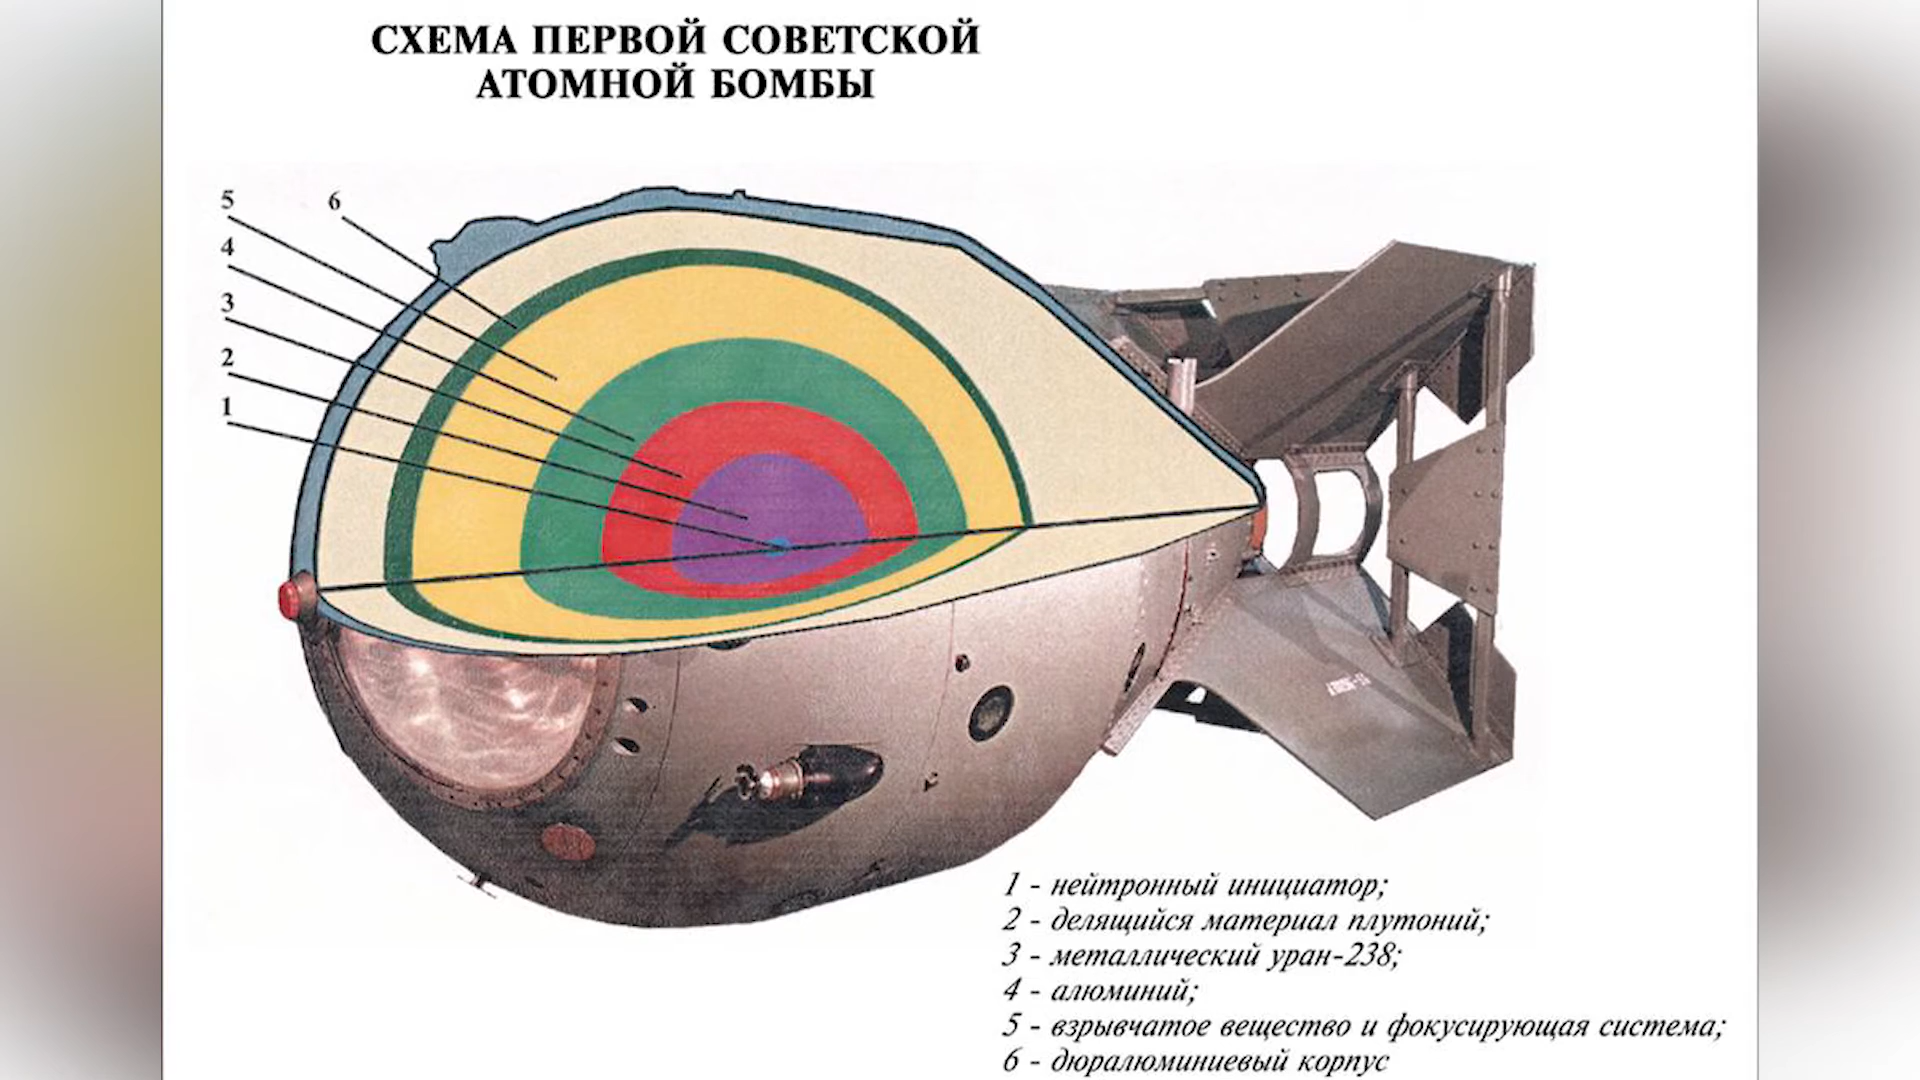 СХЕМА ПЕРВОЙ СОВЕТСКОЙ
АТОМНОЙ БОМБЫ
5
6
4
3
2
1
1 - нейтронный инициатор;
2 - делящийся материал плутоний;
3 - металлический уран-238;
4 - алюминий;
5 - взрывчатое вещество и фокусирующая система;
6 - дюралюминиевый корпус